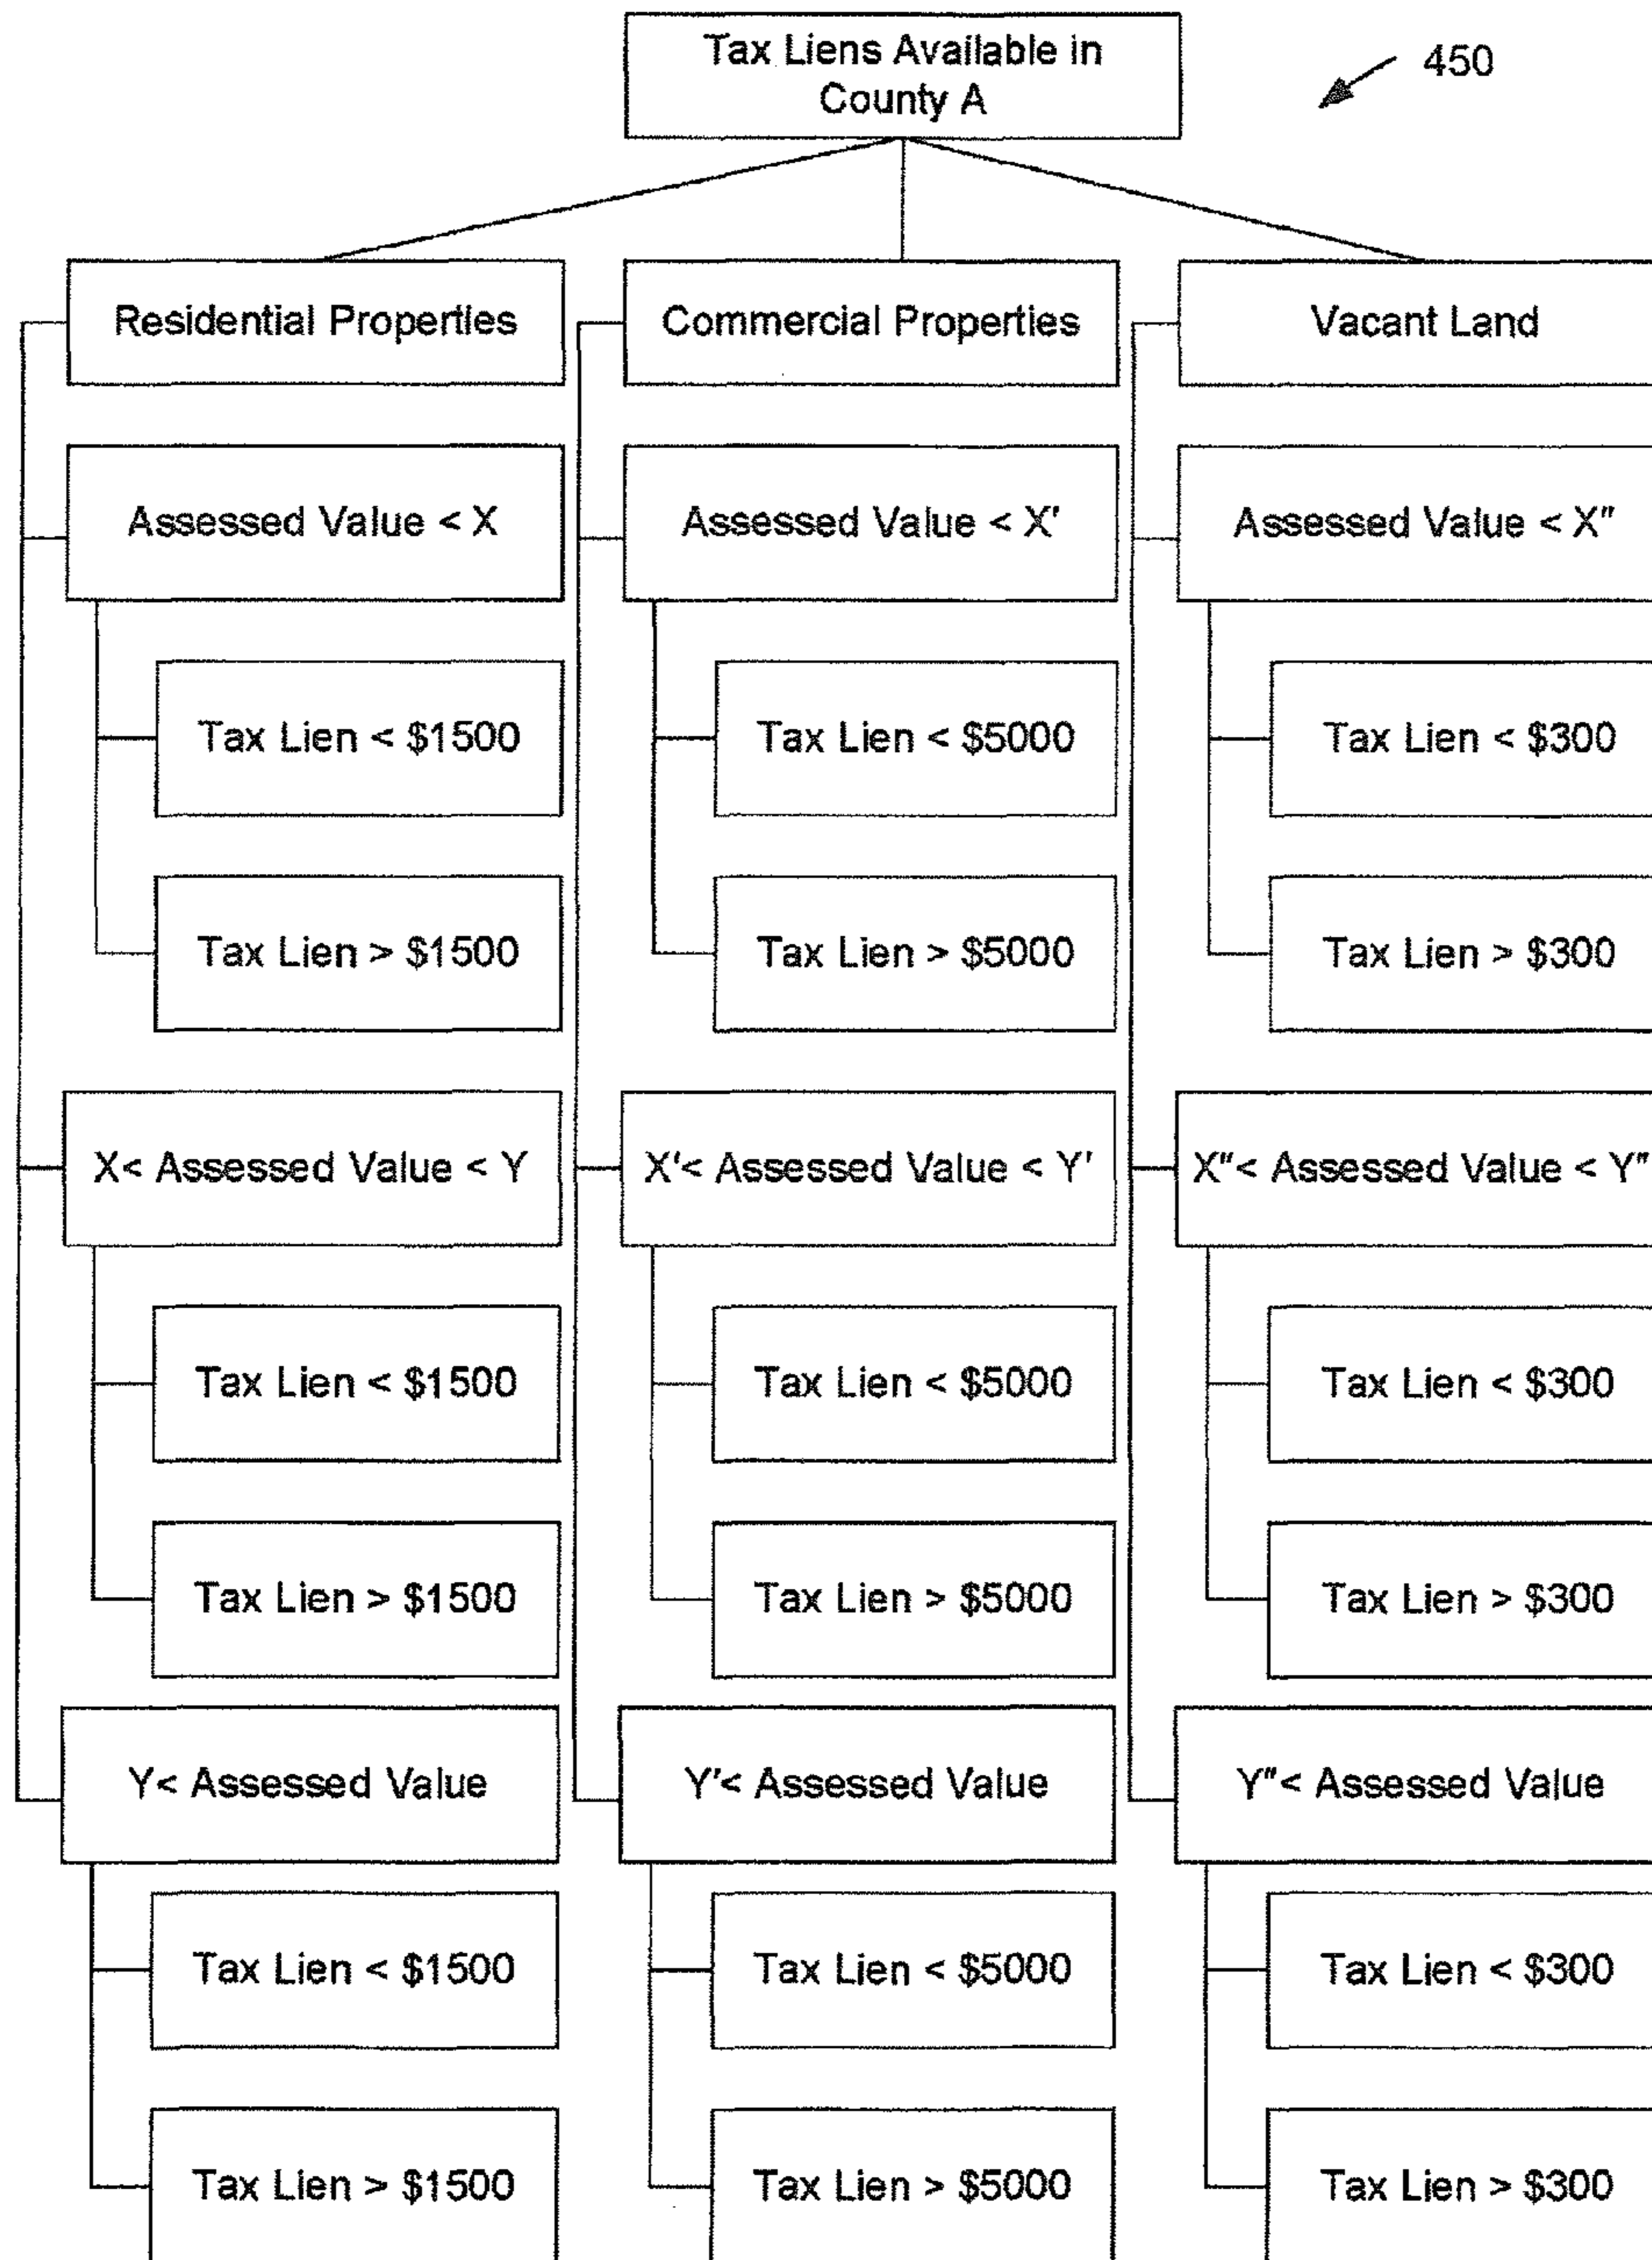 Tax Liens Available in
County A
450
Residential Properties
Assessed Value < X
Tax Lien < $1500
Tax Lien > $1500
X< Assessed Value < Y
Tax Lien < $1500
Tax Lien > $1500
Y< Assessed Value
Tax Lien < $1500
Tax Lien > $1500
Commercial Properties
Assessed Value < X'
Tax Lien < $5000
Tax Lien > $5000
X'< Assessed Value < Y'
Tax Lien < $5000
Tax Lien > $5000
Y'< Assessed Value
Tax Lien < $5000
Tax Lien > $5000
Vacant Land
Assessed Value < X"
Tax Lien < $300
Tax Lien > $300
X"< Assessed Value < Y"
Tax Lien < $300
Tax Lien > $300
Y"< Assessed Value
Tax Lien < $300
Tax Lien > $300